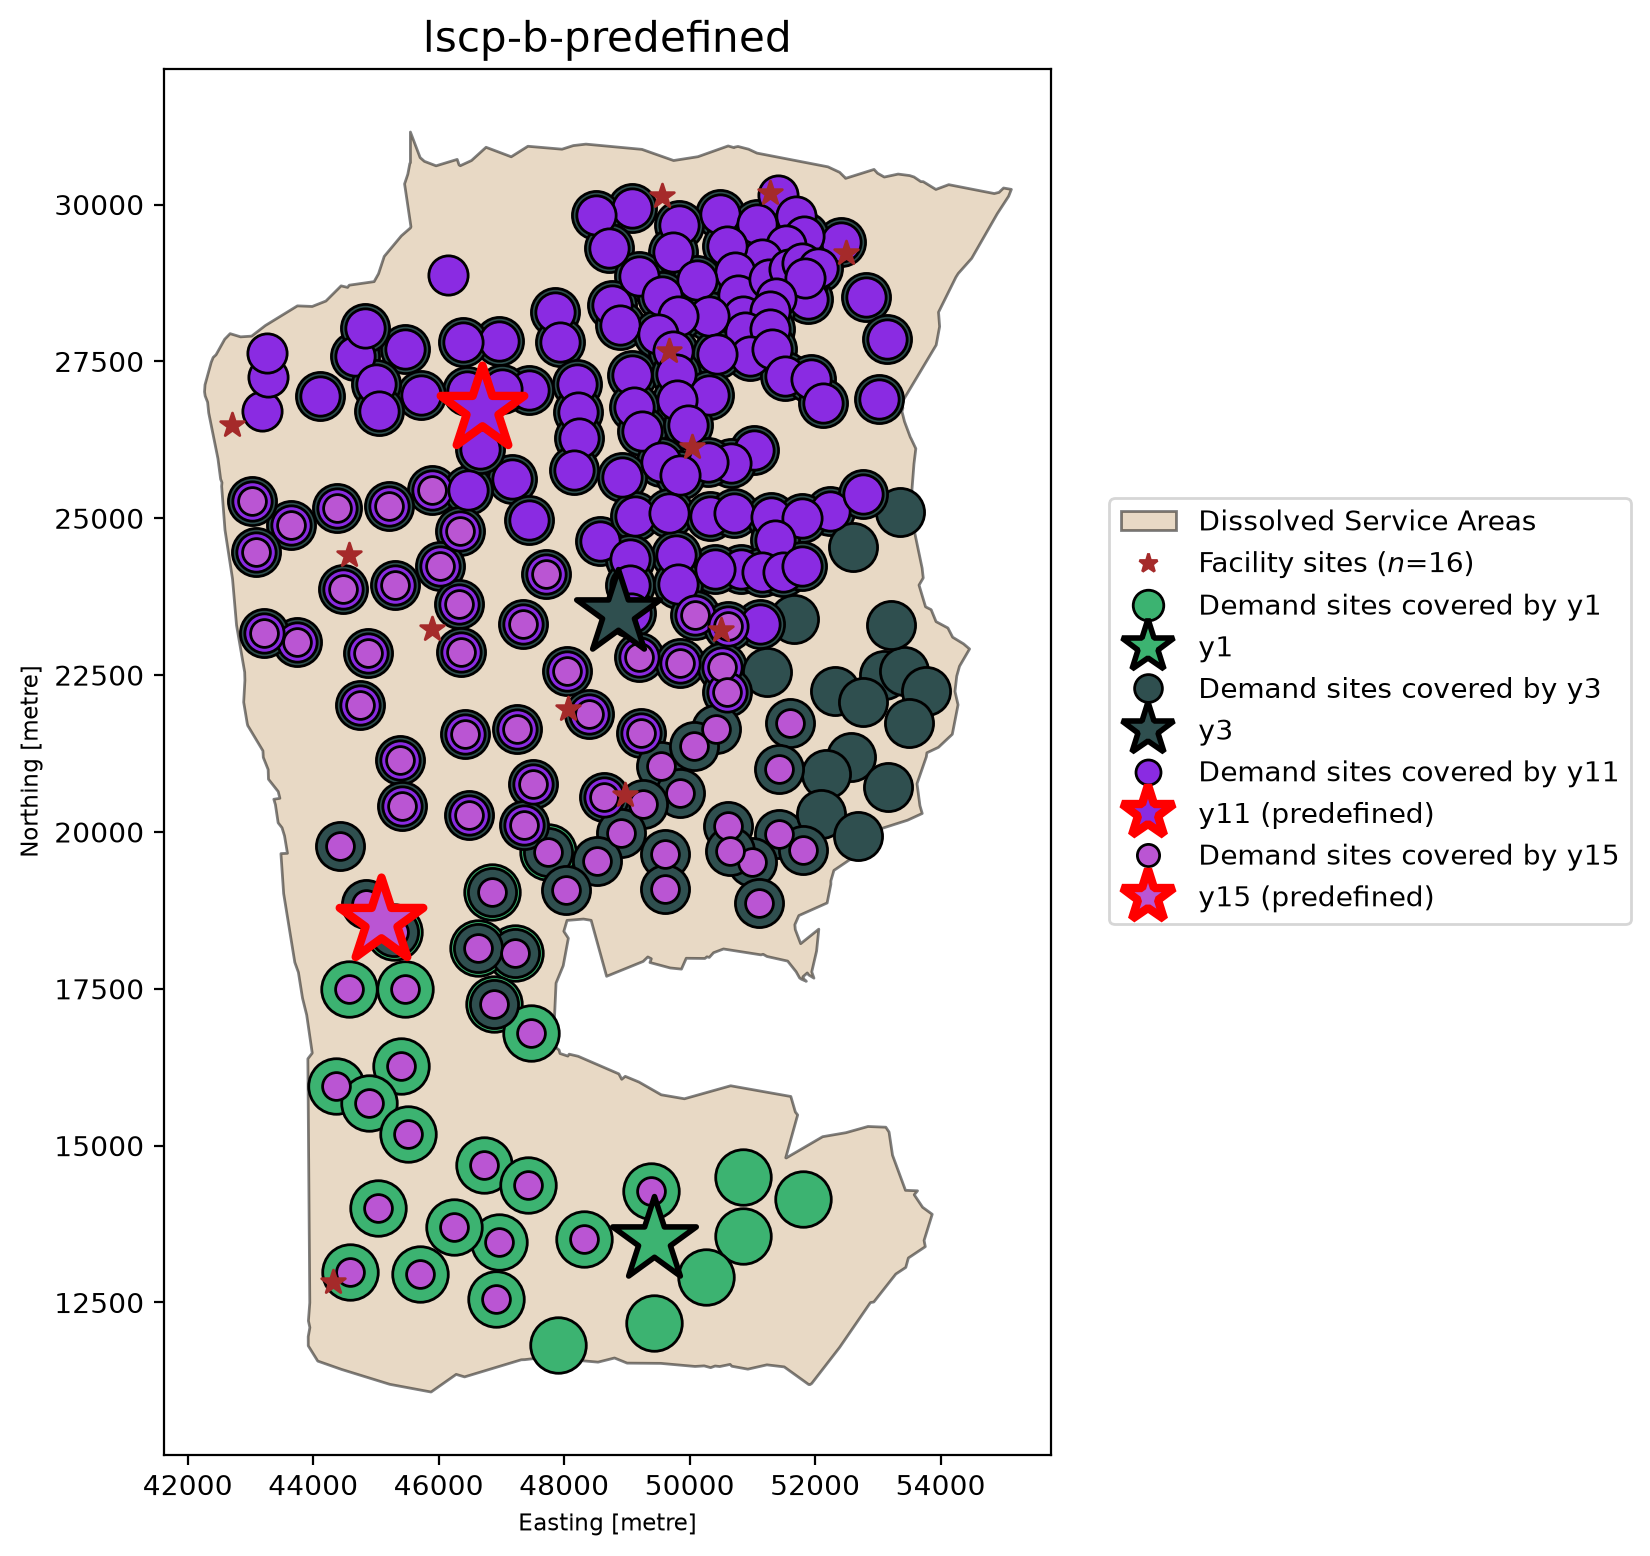 lscp-b-predefined
30000
27500
25000
22500
20000
17500
15000
12500
Northing [metre]
42000 44000 46000 48000 50000 52000 54000
Easting [metre]
Dissolved Service Areas
Facility sites (n=16)
Demand sites covered by y1
y1
Demand sites covered by y3
y3
Demand sites covered by y11
y11 (predefined)
Demand sites covered by y15
y15 (predefined)